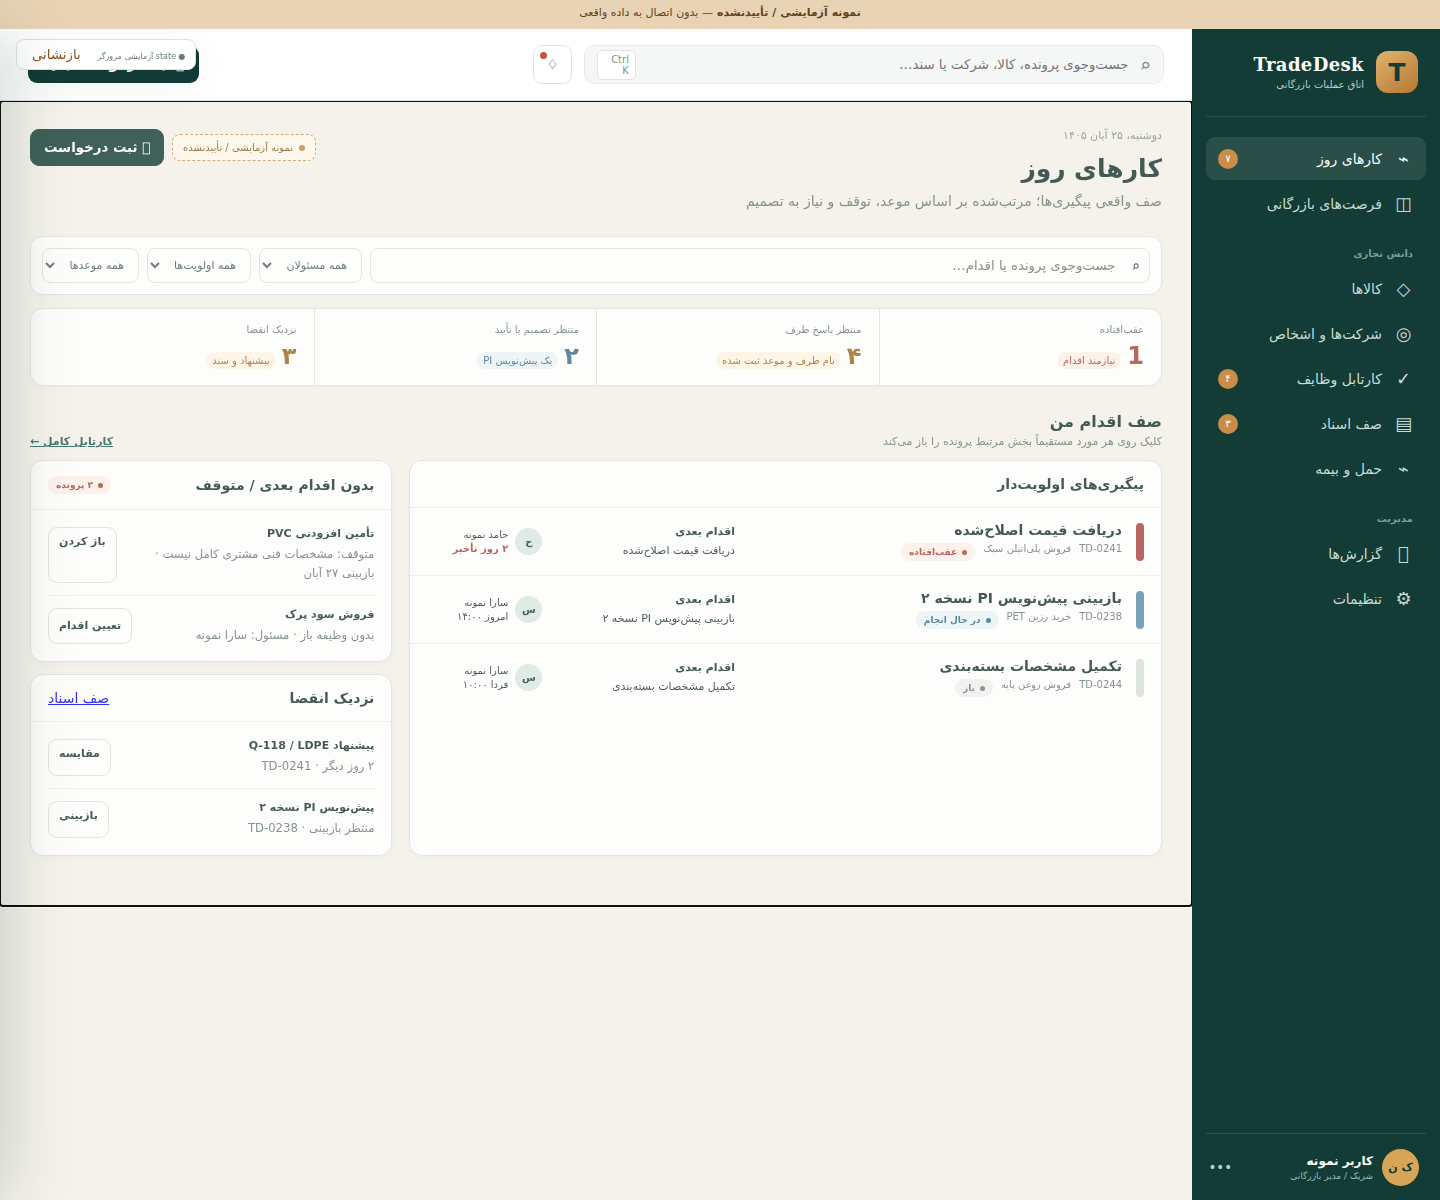 نمونه آزمایشی / تأییدنشده — بدون اتصال به داده واقعی
T
TradeDesk
اتاق عملیات بازرگانی
کارهای روز
۷
فرصت‌های بازرگانی
دانش تجاری
کالاها
شرکت‌ها و اشخاص
کارتابل وظایف
۴
صف اسناد
۳
حمل و بیمه
مدیریت
گزارش‌ها
تنظیمات
ک ن
کاربر نمونه
شریک / مدیر بازرگانی
•••
جست‌وجوی پرونده، کالا، شرکت یا سند…
Ctrl K
state آزمایشی مرورگر
بازنشانی
دوشنبه، ۲۵ آبان ۱۴۰۵
کارهای روز
صف واقعی پیگیری‌ها؛ مرتب‌شده بر اساس موعد، توقف و نیاز به تصمیم
نمونه آزمایشی / تأییدنشده
ثبت درخواست
جست‌وجوی پرونده یا اقدام…
همه مسئولان
همه اولویت‌ها
همه موعدها
عقب‌افتاده
1 نیازمند اقدام
منتظر پاسخ طرف
۴ نام طرف و موعد ثبت شده
منتظر تصمیم یا تأیید
۲ یک پیش‌نویس PI
نزدیک انقضا
۳ پیشنهاد و سند
صف اقدام من
کلیک روی هر مورد مستقیماً بخش مرتبط پرونده را باز می‌کند
کارتابل کامل ←
پیگیری‌های اولویت‌دار
دریافت قیمت اصلاح‌شده
TD-0241 فروش پلی‌اتیلن سبک عقب‌افتاده
اقدام بعدی
دریافت قیمت اصلاح‌شده
ح
حامد نمونه
۲ روز تأخیر
بازبینی پیش‌نویس PI نسخه ۲
TD-0238 خرید رزین PET در حال انجام
اقدام بعدی
بازبینی پیش‌نویس PI نسخه ۲
س
سارا نمونه
امروز ۱۴:۰۰
تکمیل مشخصات بسته‌بندی
TD-0244 فروش روغن پایه باز
اقدام بعدی
تکمیل مشخصات بسته‌بندی
س
سارا نمونه
فردا ۱۰:۰۰
بدون اقدام بعدی / متوقف
۲ پرونده
تأمین افزودنی PVC
متوقف: مشخصات فنی مشتری کامل نیست ·
بازبینی ۲۷ آبان
باز کردن
فروش سود پرک
بدون وظیفه باز · مسئول: سارا نمونه
تعیین اقدام
نزدیک انقضا
صف اسناد
پیشنهاد Q-118 / LDPE
۲ روز دیگر · TD-0241
مقایسه
پیش‌نویس PI نسخه ۲
منتظر بازبینی · TD-0238
بازبینی